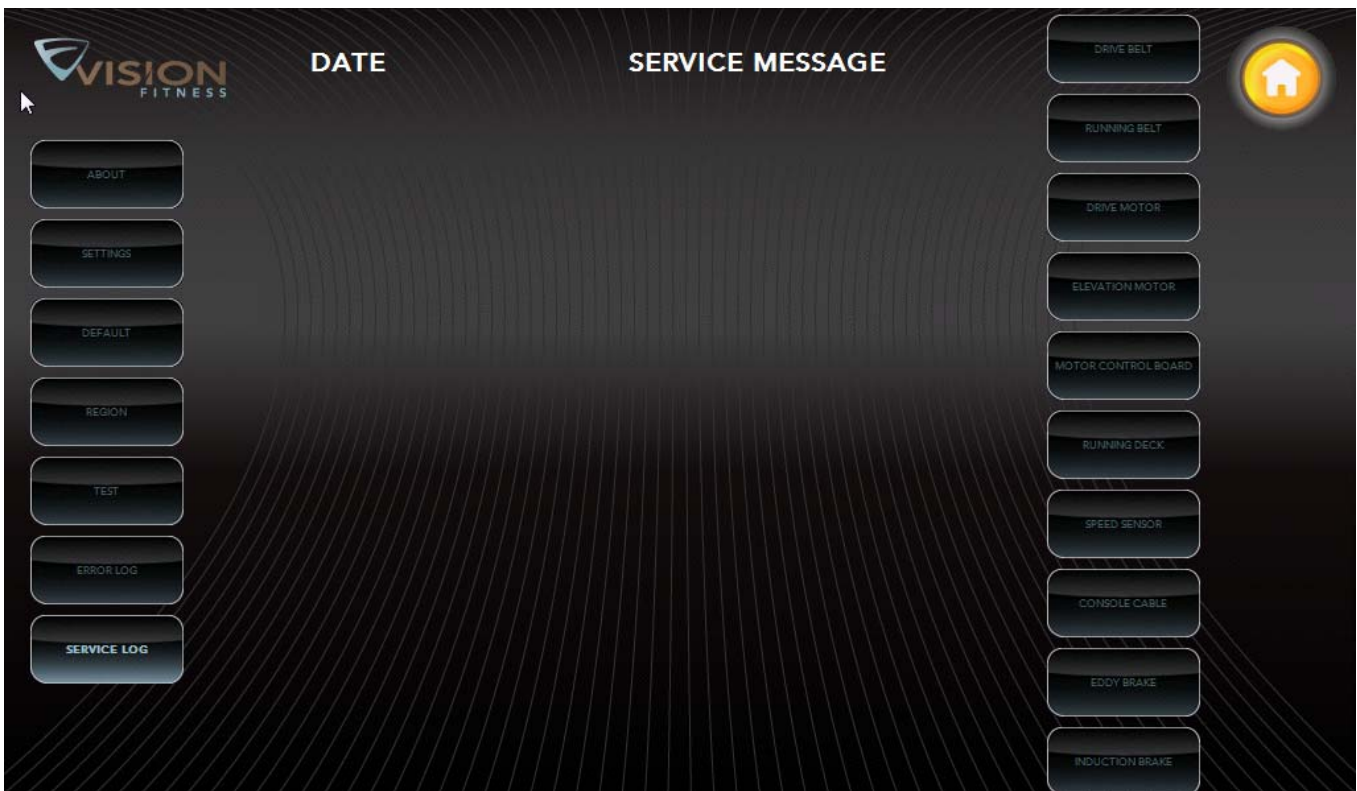 VISION
FITNESS
DATE
SERVICE MESSAGE
ABOUT
SETTINGS
DEFAULT
REGION
TEST
ERROR LOG
SERVICE LOG
DRIVE BELT
RUNNING BELT
DRIVE MOTOR
ELEVATION MOTOR
MOTOR CONTROL BOARD
RUNNING DECK
SPEED SENSOR
CONSOLE CABLE
EDDY BRAKE
INDUCTION BRAKE